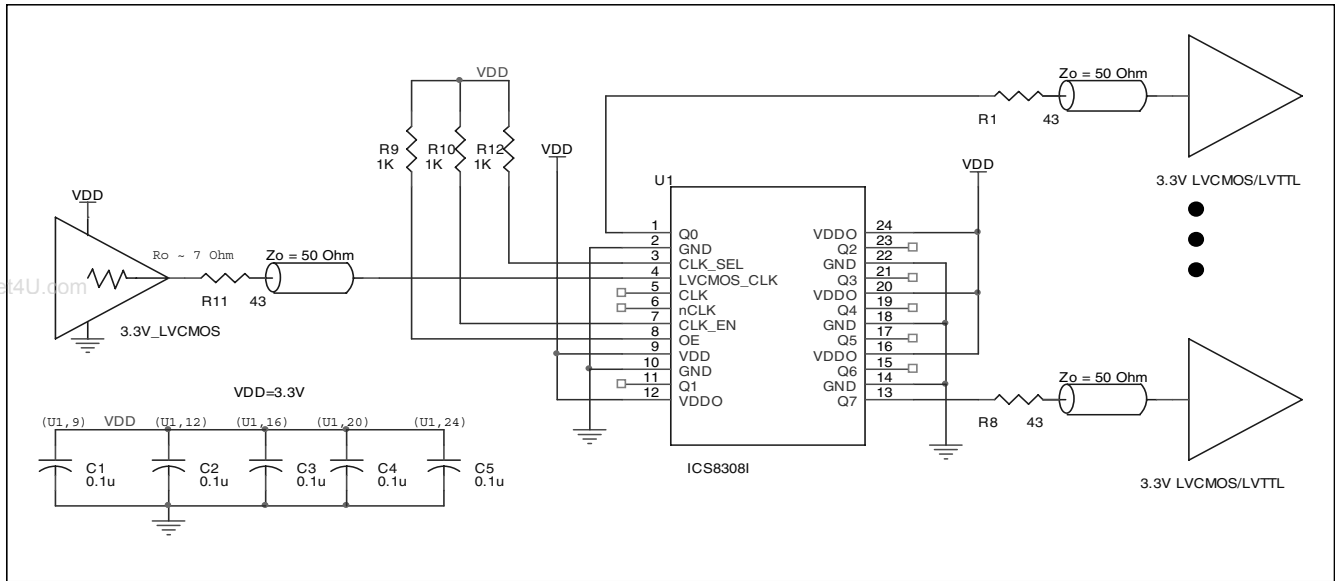 VDD
Zo = 50 Ohm
R1
43
3.3V LVCMOS/LVTTL
R9
1K
R10
1K
R12
1K
VDD
VDD
VDD
Ro ~ 7 Ohm
Zo = 50 Ohm
R11
43
3.3V_LVCMOS
et4U.com
U1
1
Q0
2
GND
3
CLK_SEL
4
LVCMOS_CLK
5
CLK
6
nCLK
7
CLK_EN
8
OE
9
VDD
10
GND
11
Q1
12
VDDO
24
VDDO
23
Q2
22
GND
21
Q3
20
VDDO
19
Q4
18
GND
17
Q5
16
VDDO
15
Q6
14
GND
13
Q7
ICS8308I
Zo = 50 Ohm
R8
43
3.3V LVCMOS/LVTTL
VDD=3.3V
(U1,9)
VDD
(U1,12)
(U1,16)
(U1,20)
(U1,24)
C1
0.1u
C2
0.1u
C3
0.1u
C4
0.1u
C5
0.1u